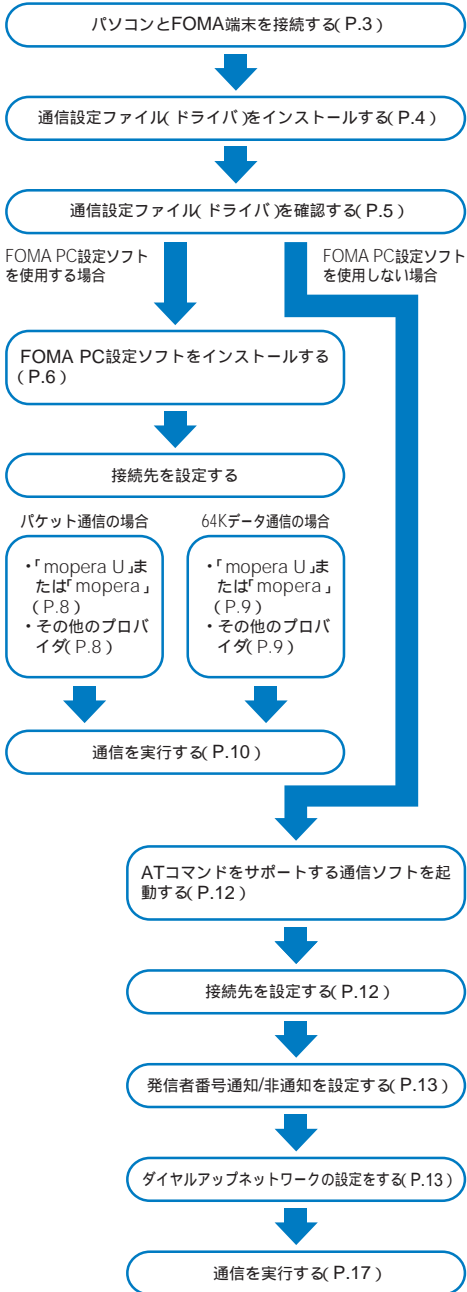 パソコンとFOMA端末を接続する(P.3)
通信設定ファイル(ドライバ)をインストールする(P.4)
通信設定ファイル(ドライバ)を確認する(P.5)
FOMA PC設定ソフト
を使用する場合
FOMA PC設定ソフト
を使用しない場合
FOMA PC設定ソフトをインストールする
(P.6)
接続先を設定する
パケット通信の場合
・「mopera U」ま
たは「mopera」
(P.8)
・その他のプロバ
イダ(P.8)
64Kデータ通信の場合
・「mopera U」ま
たは「mopera」
(P.9)
・その他のプロバ
イダ(P.9)
通信を実行する(P.10)
ATコマンドをサポートする通信ソフトを起
動する(P.12)
接続先を設定する(P.12)
発信者番号通知/非通知を設定する(P.13)
ダイヤルアップネットワークの設定をする(P.13)
通信を実行する(P.17)